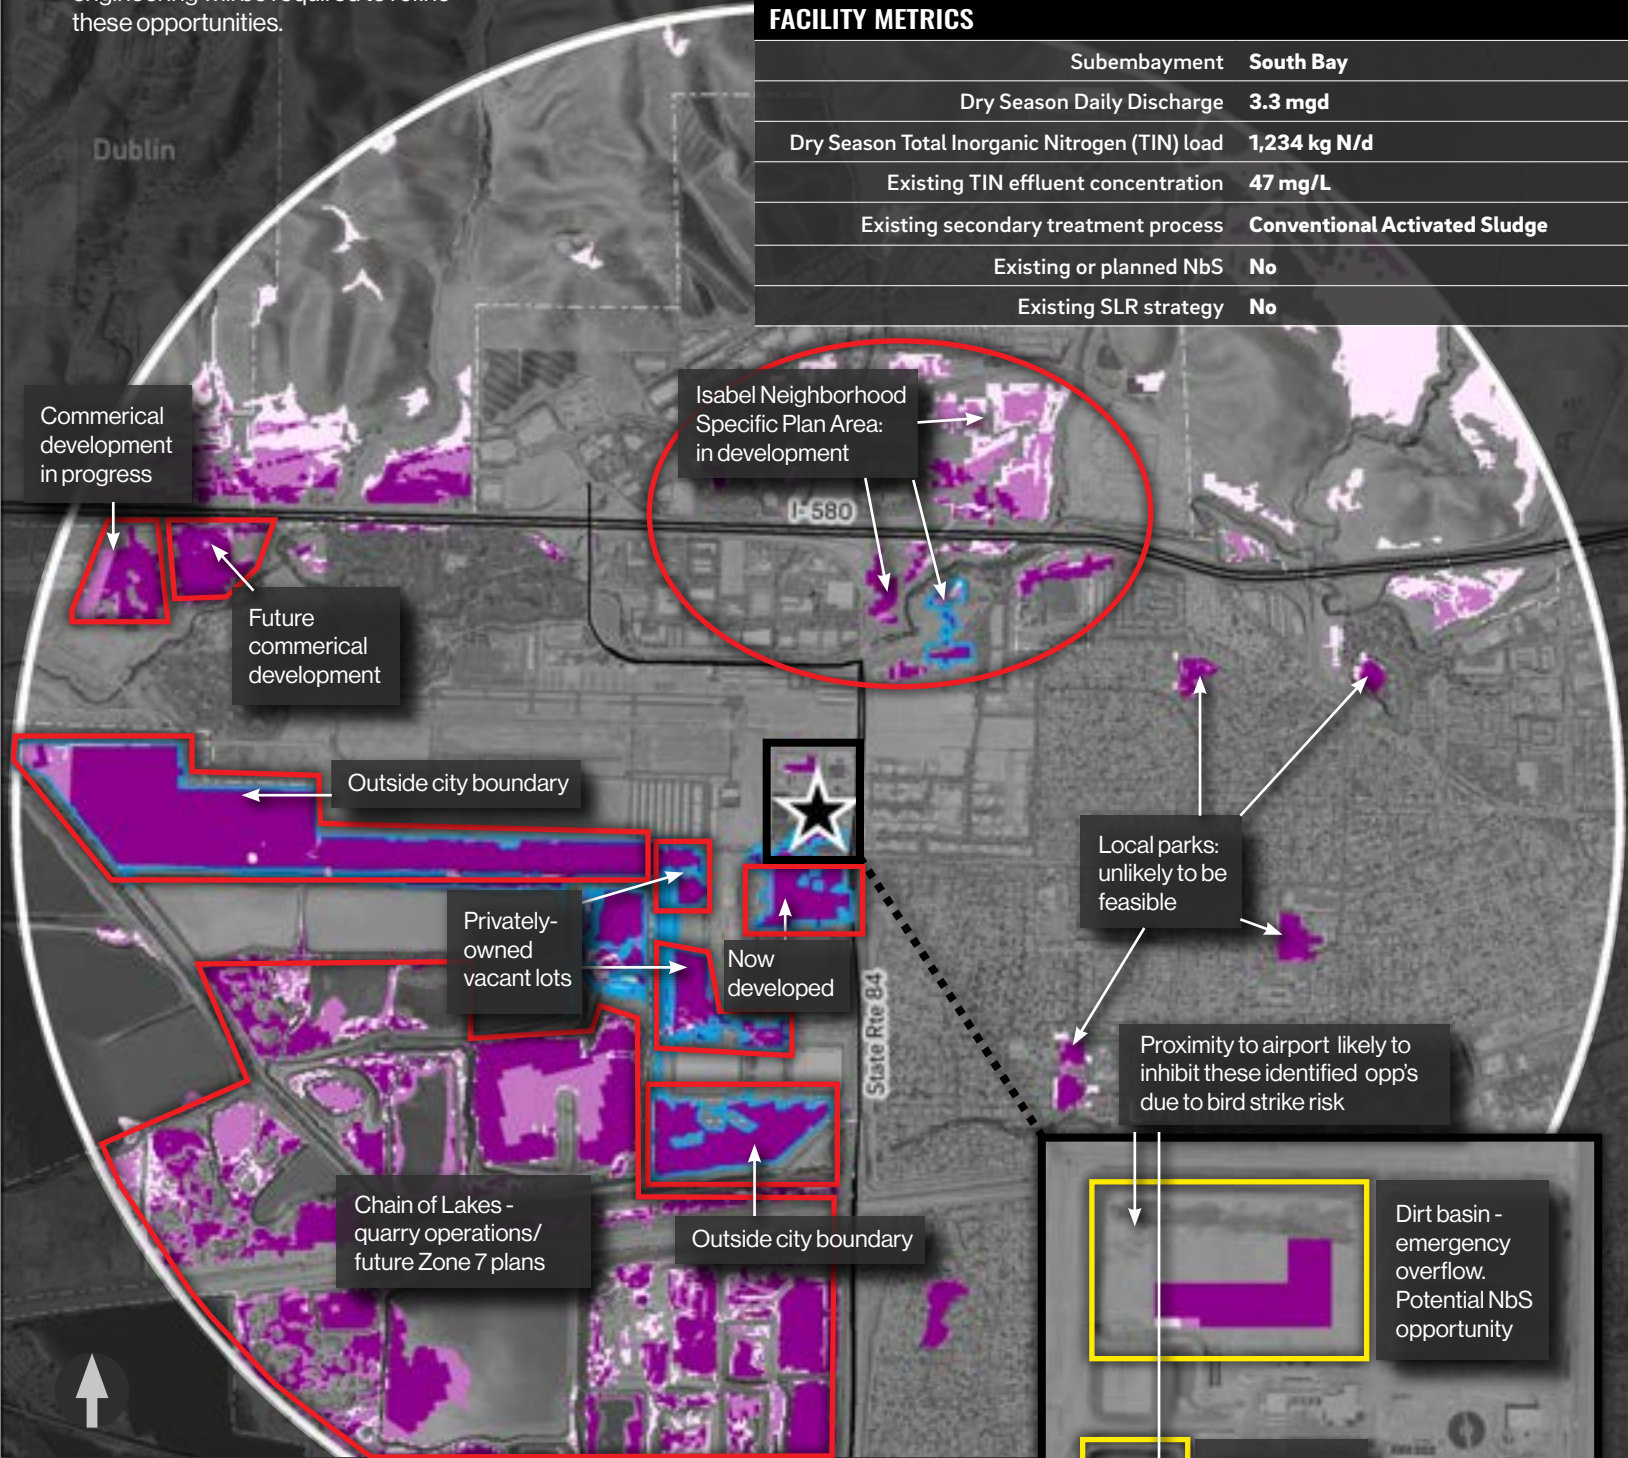 these opportunities.
FACILITY METRICS
Subembayment South Bay
Dry Season Daily Discharge 3.3 mgd
Dry Season Total Inorganic Nitrogen (TIN) load 1,234 kg N/d
Existing TIN effluent concentration 47 mg/L
Existing secondary treatment process Conventional Activated Sludge
Existing or planned NbS No
Existing SLR strategy No
Dublin
Commerical
development
in progress
Isabel Neighborhood
Specific Plan Area:
in development
I-580
Future
commerical
development
Outside city boundary
Local parks:
unlikely to be
feasible
Privately-
owned
vacant lots
Now
developed
State Rte 84
Proximity to airport likely to
inhibit these identified opp's
due to bird strike risk
Chain of Lakes -
quarry operations/
future Zone 7 plans
Outside city boundary
Dirt basin -
emergency
overflow.
Potential NbS
opportunity